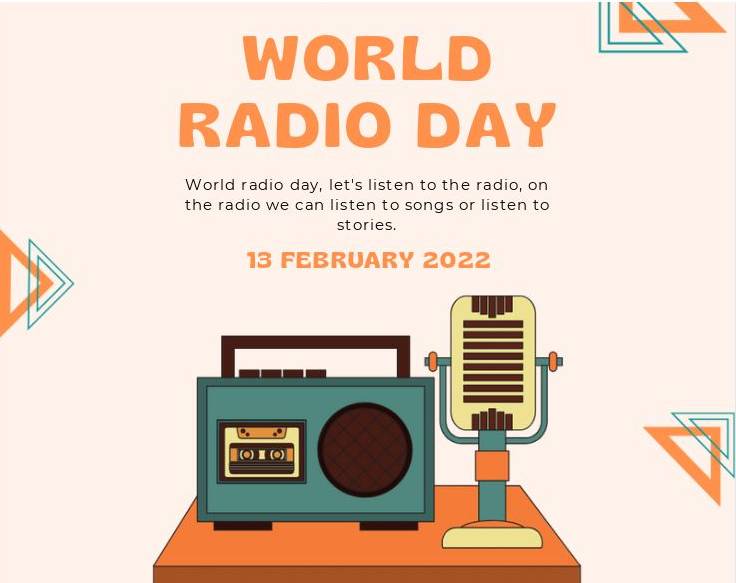 WORLD
RADIO DAY
World radio day, let's listen to the radio, on
the radio we can listen to songs or listen to
stories.
13 FEBRUARY 2022